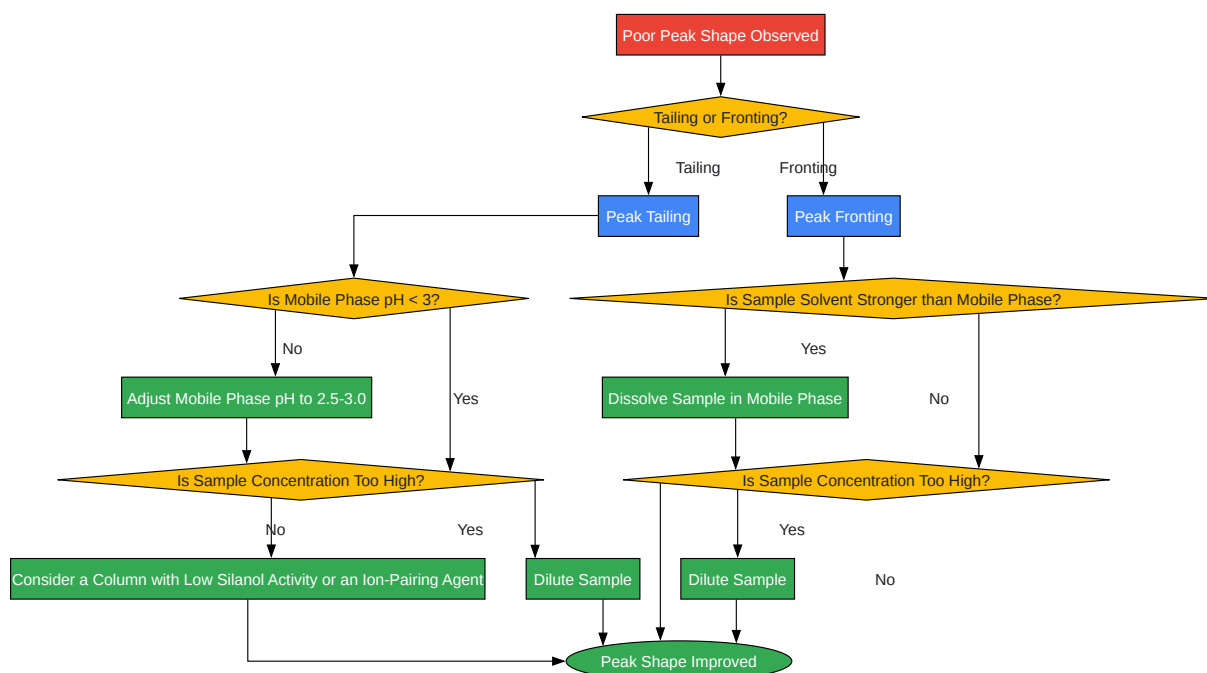 Poor Peak Shape Observed
Tailing or Fronting?
Tailing
Fronting
Peak Tailing
Peak Fronting
Is Mobile Phase pH < 3?
Is Sample Solvent Stronger than Mobile Phase?
No
Yes
Adjust Mobile Phase pH to 2.5-3.0
Yes
Dissolve Sample in Mobile Phase
No
Is Sample Concentration Too High?
Is Sample Concentration Too High?
No
Yes
Yes
Consider a Column with Low Silanol Activity or an Ion-Pairing Agent
Dilute Sample
Dilute Sample
No
Peak Shape Improved